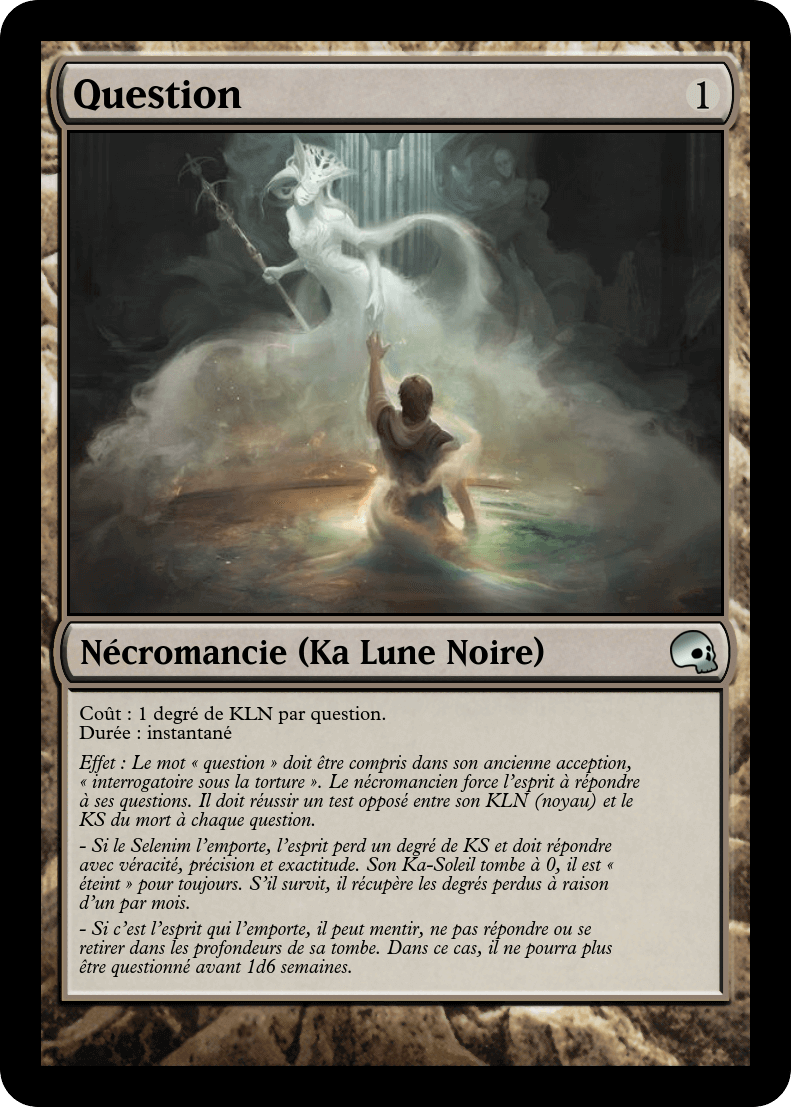 Question
1
Nécromancie (Ka Lune Noire)
Coût : 1 degré de KLN par question.
Durée : instantané
Effet : Le mot « question » doit être compris dans son ancienne acception,
« interrogatoire sous la torture ». Le nécromancien force l'esprit à répondre
à ses questions. Il doit réussir un test opposé entre son KLN (noyau) et le
KS du mort à chaque question.
- Si le Selenim l'emporte, l'esprit perd un degré de KS et doit répondre
avec véracité, précision et exactitude. Son Ka-Soleil tombe à 0, il est «
éteint » pour toujours. S'il survit, il récupère les degrés perdus à raison
d'un par mois.
- Si c'est l'esprit qui l'emporte, il peut mentir, ne pas répondre ou se
retirer dans les profondeurs de sa tombe. Dans ce cas, il ne pourra plus
être questionné avant 1d6 semaines.